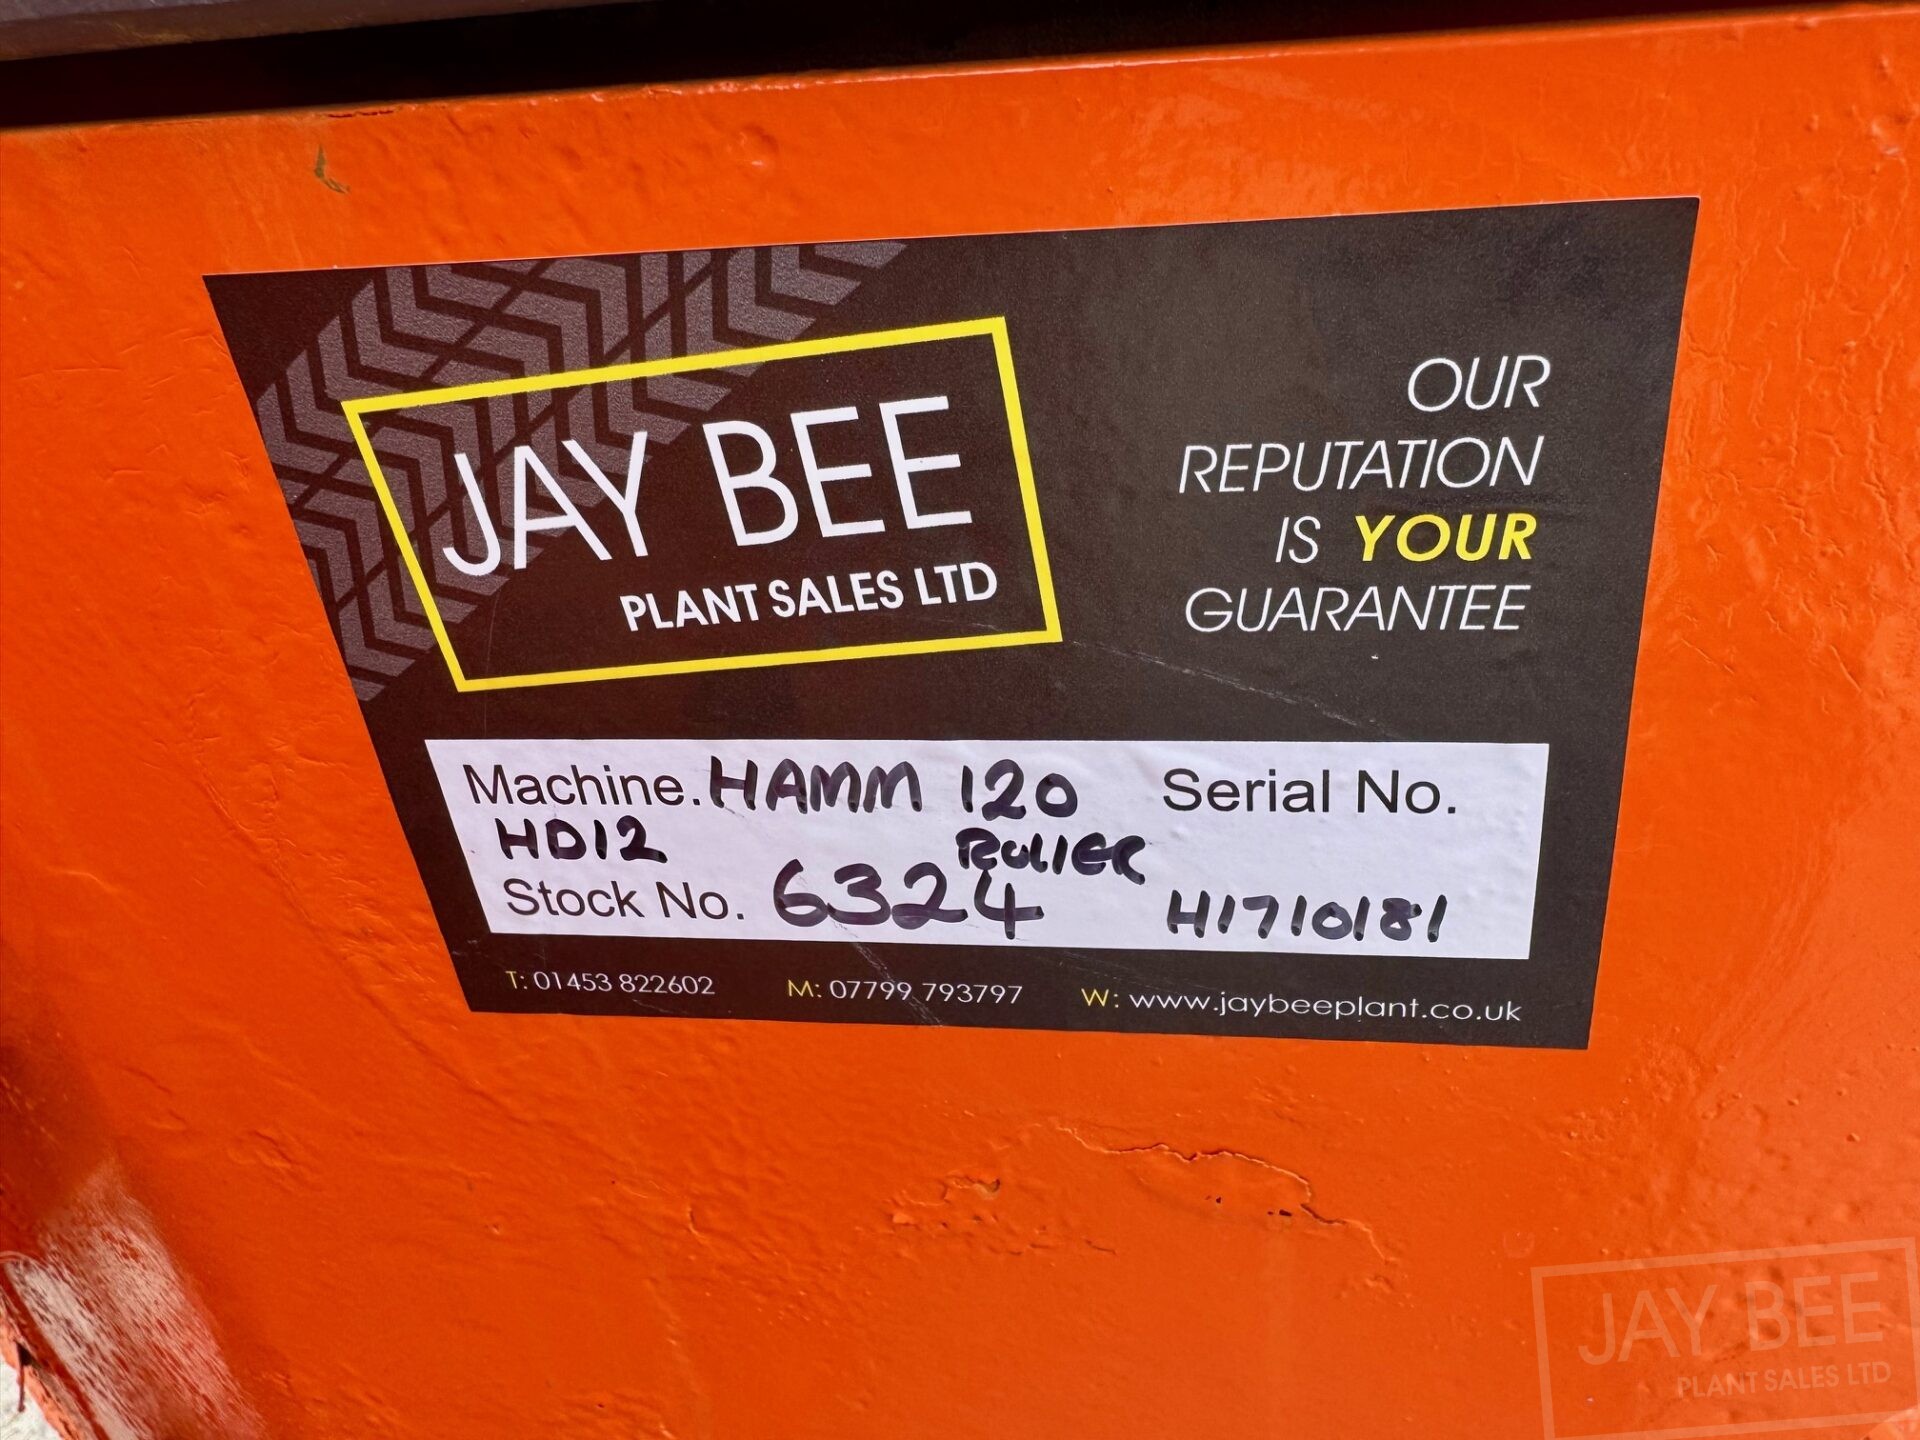 JAY BEE
PLANT SALES LTD
OUR
REPUTATION
IS YOUR
GUARANTEE
Machine. HAMM 120
HD12 ROLLER
Stock No. 6324
Serial No.
H1710181
T: 01453 822602 M: 07799 793797 W: www.jaybeeplant.co.uk
JAY BEE
PLANT SALES LTD